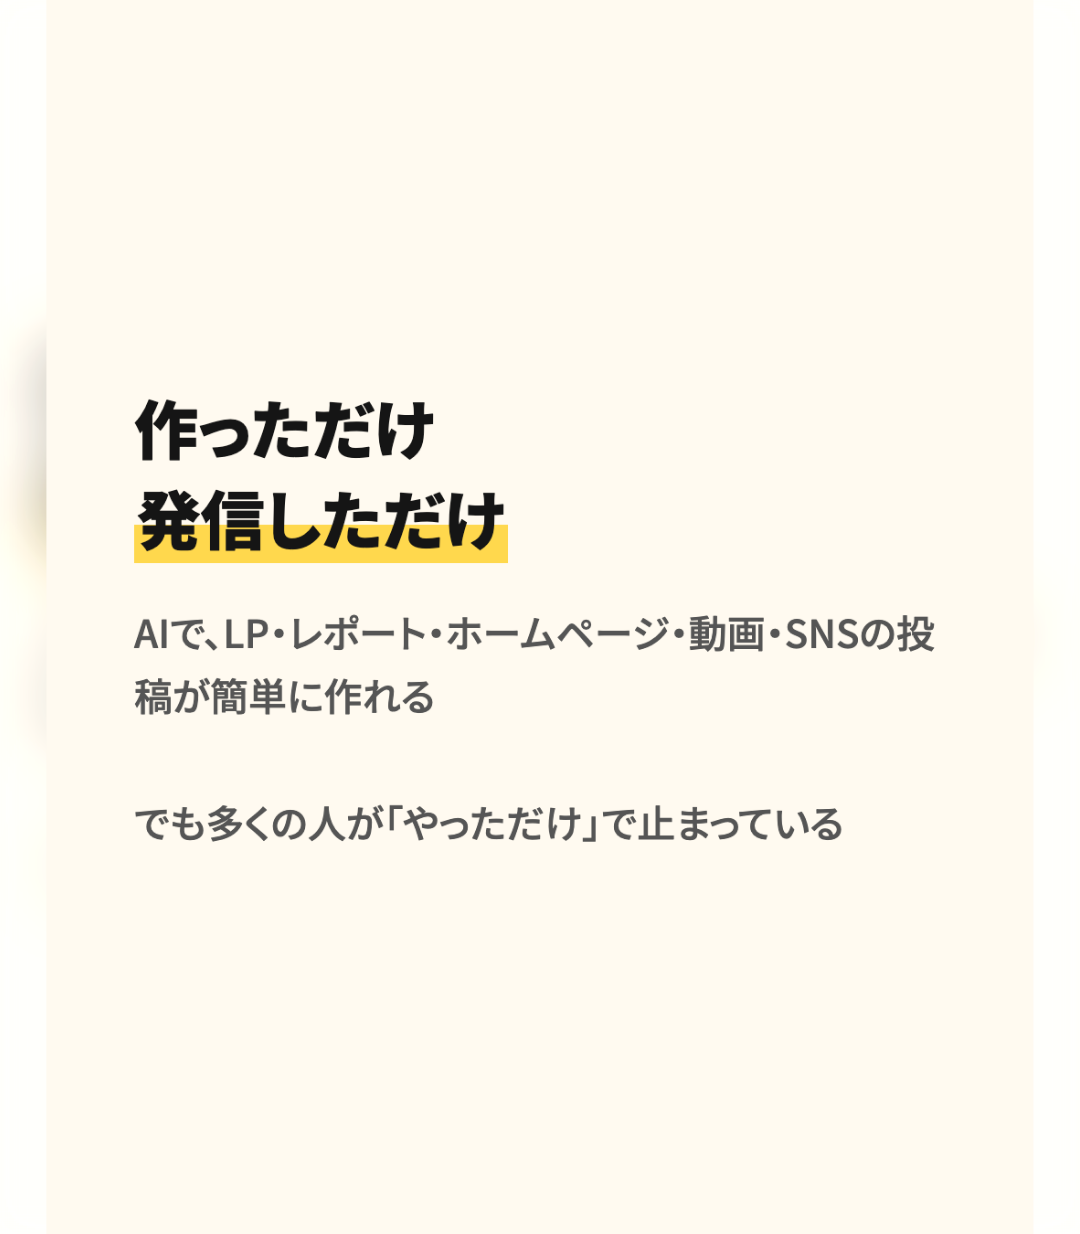 作っただけ
発信しただけ
AIで、LP・レポート・ホームページ・動画・SNSの投
稿が簡単に作れる
でも多くの人が「やっただけ」で止まっている